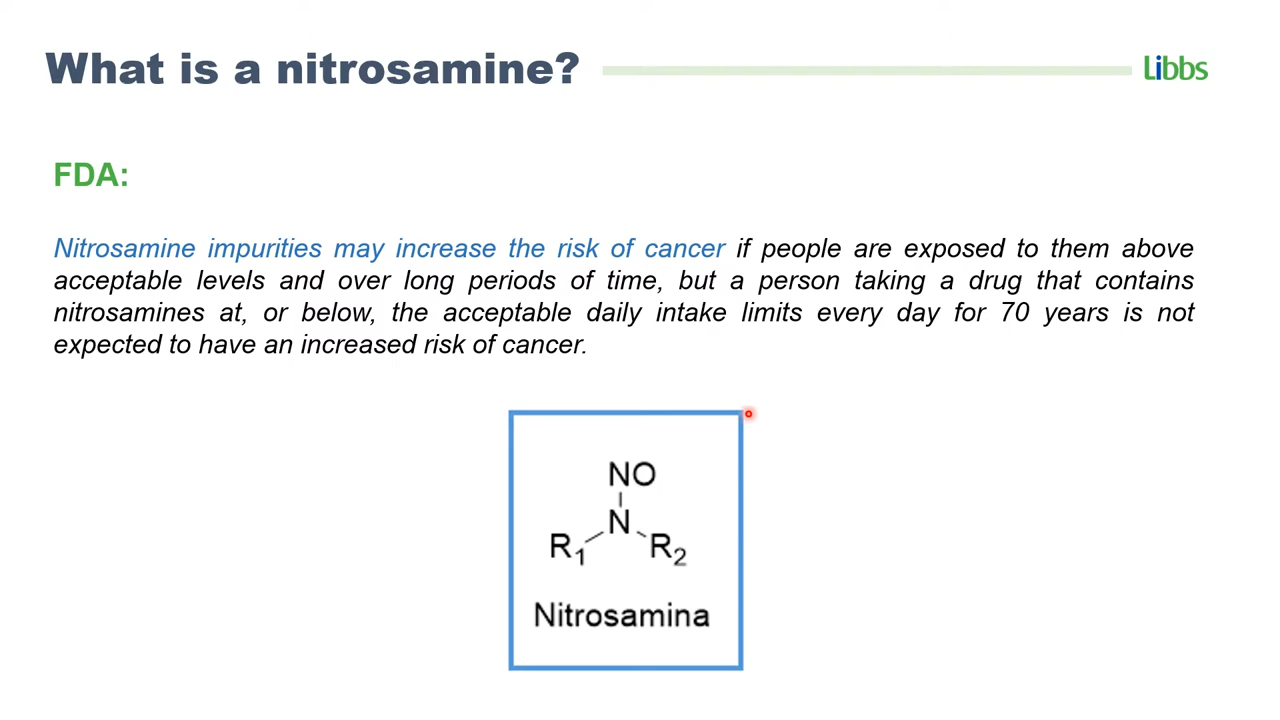 What is a nitrosamine?
Libbs
FDA:
Nitrosamine impurities may increase the risk of cancer if people are exposed to them above
acceptable levels and over long periods of time, but a person taking a drug that contains
nitrosamines at, or below, the acceptable daily intake limits every day for 70 years is not
expected to have an increased risk of cancer.
NO
N
R1 R2
Nitrosamina